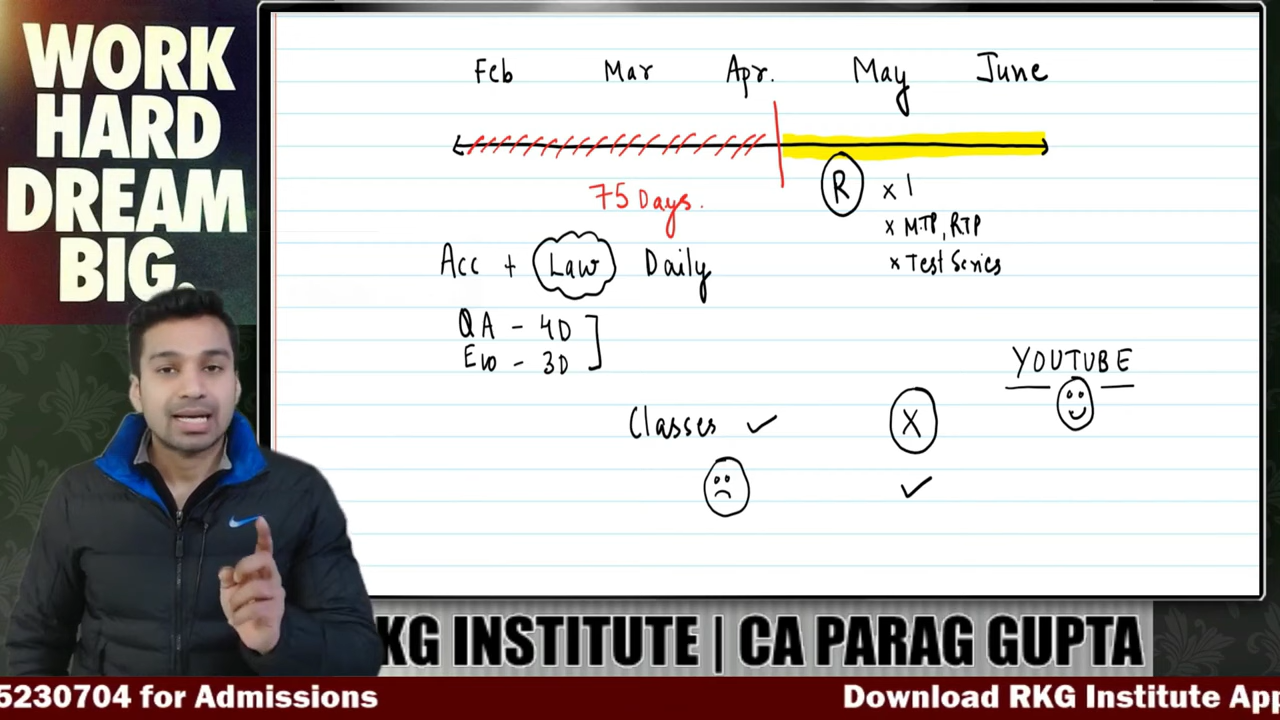 WORK
HARD
DREAM
BIG.
Feb Mar Apr. May June
75 Days.
R x 1
x MTP, RTP
x Test Series
Acc + Law Daily
QA - 4D
Eco - 3D
YOUTUBE
Classes ✓ X
✓
KG INSTITUTE | CA PARAG GUPTA
5230704 for Admissions Download RKG Institute App